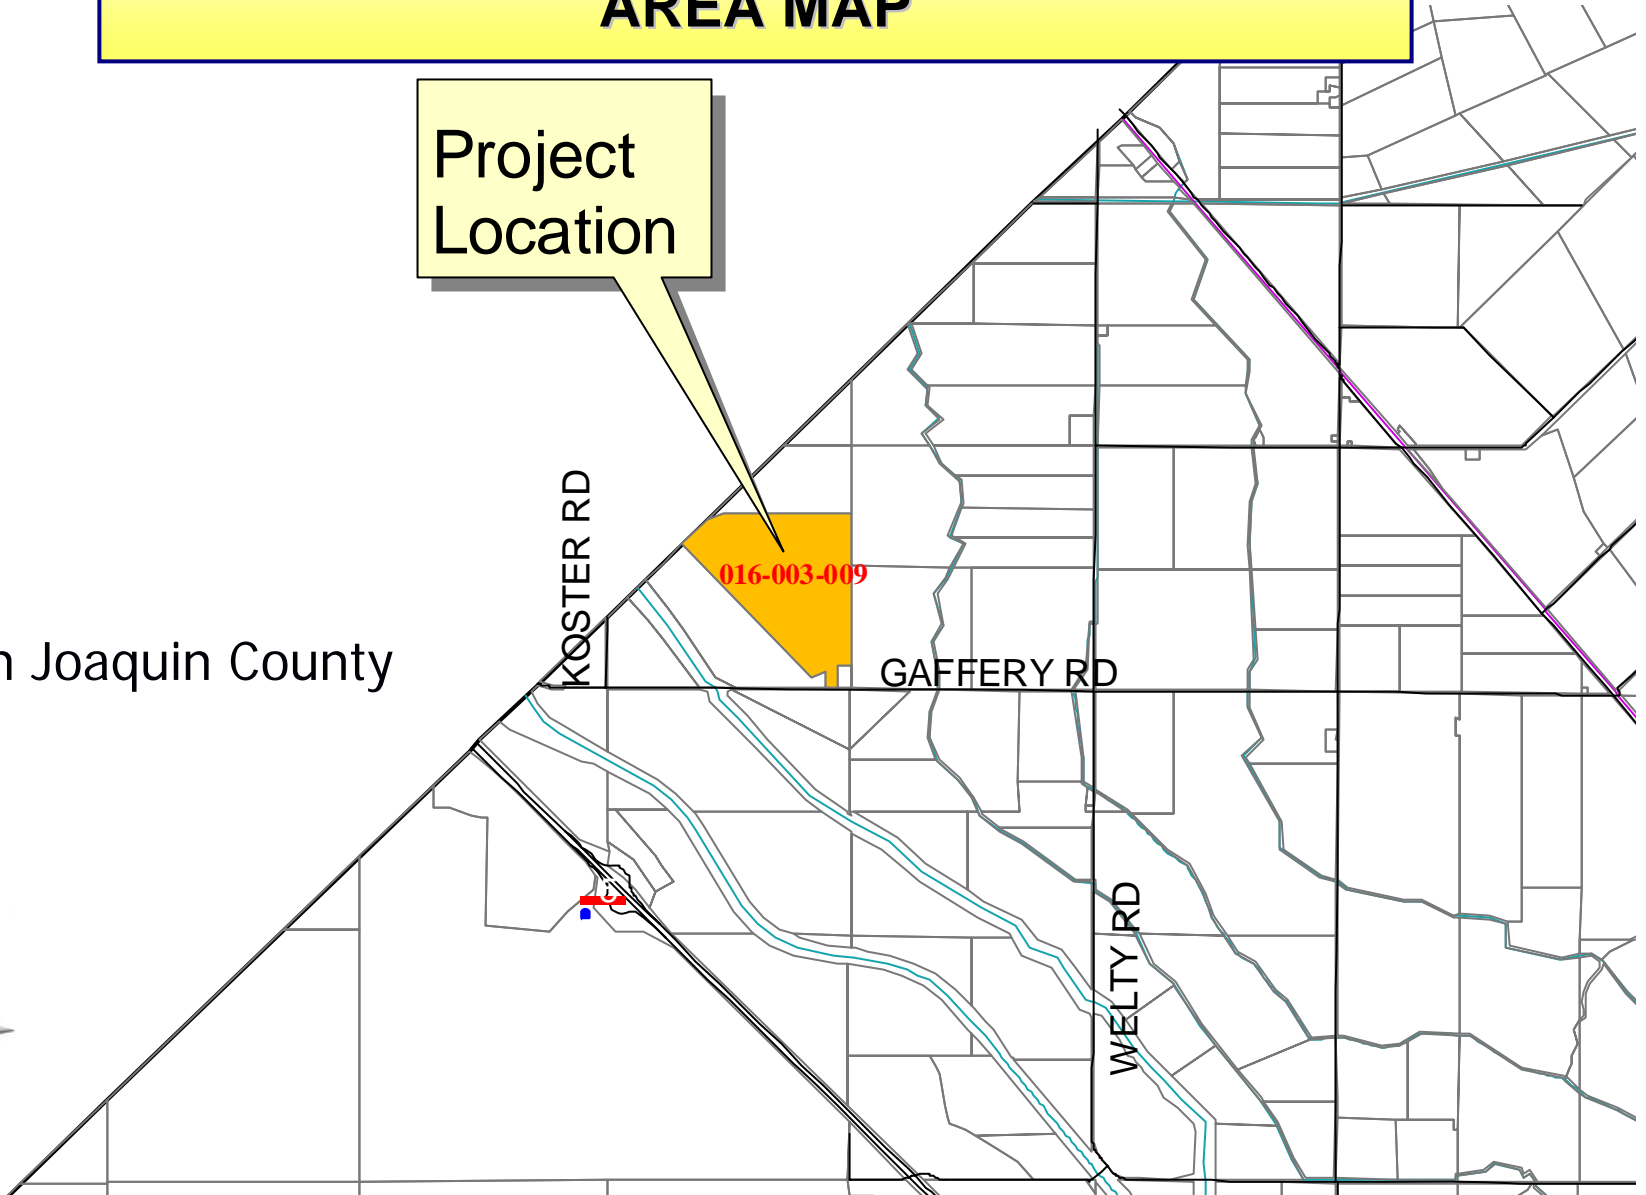 AREA MAP
Project
Location
KOSTER RD
016-003-009
n Joaquin County
GAFFERY RD
WELTY RD